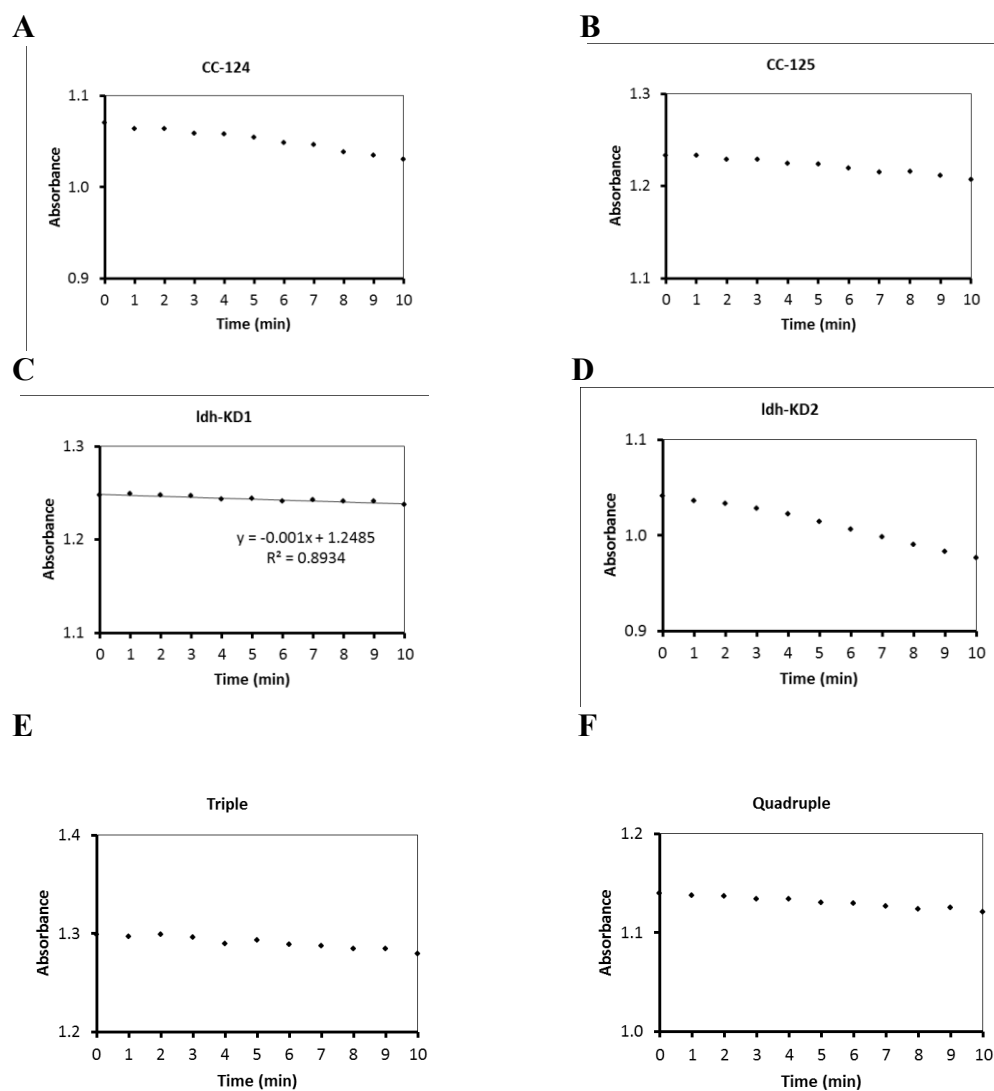 A
CC-124
1.1
1.0
0.9
Absorbance
0 1 2 3 4 5 6 7 8 9 10
Time (min)
B
CC-125
1.3
1.2
1.1
Absorbance
0 1 2 3 4 5 6 7 8 9 10
Time (min)
C
ldh-KD1
1.3
1.2
1.1
Absorbance
y = -0.001x + 1.2485
R² = 0.8934
0 1 2 3 4 5 6 7 8 9 10
Time (min)
D
ldh-KD2
1.1
1.0
0.9
Absorbance
0 1 2 3 4 5 6 7 8 9 10
Time (min)
E
Triple
1.4
1.3
1.2
Absorbance
0 1 2 3 4 5 6 7 8 9 10
Time (min)
F
Quadruple
1.2
1.1
1.0
Absorbance
0 1 2 3 4 5 6 7 8 9 10
Time (min)